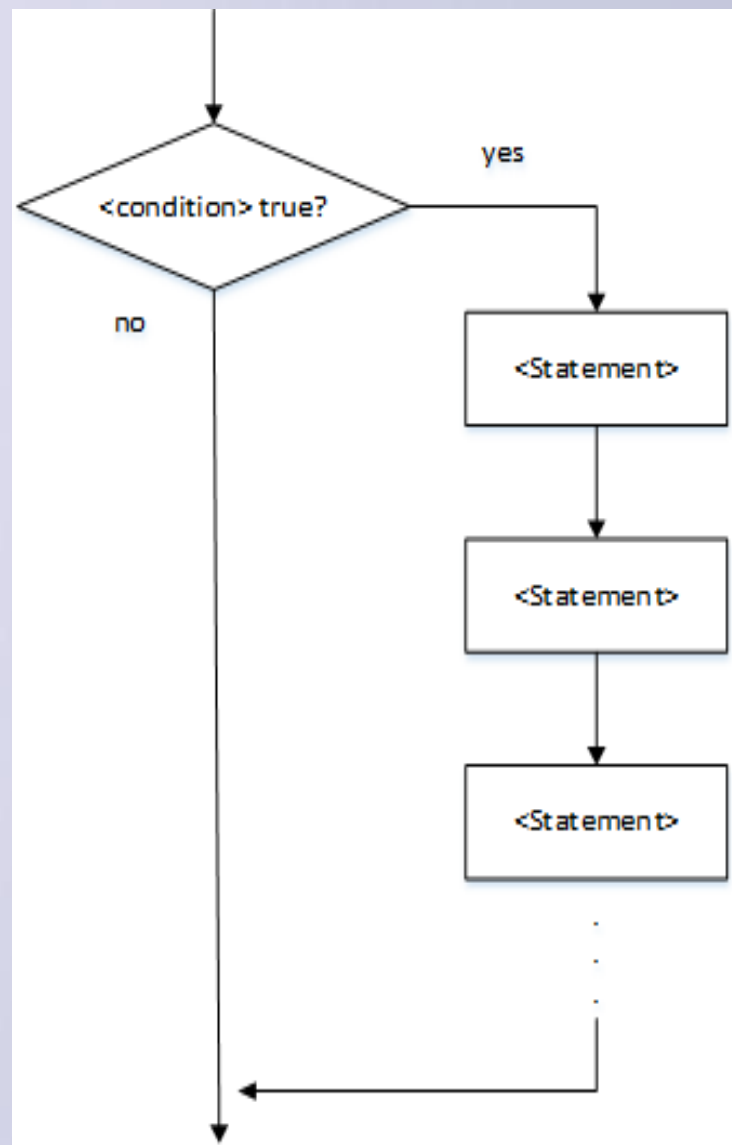 yes
<condition> true?
no
<Statement>
<Statement>
<Statement>
.
.
.